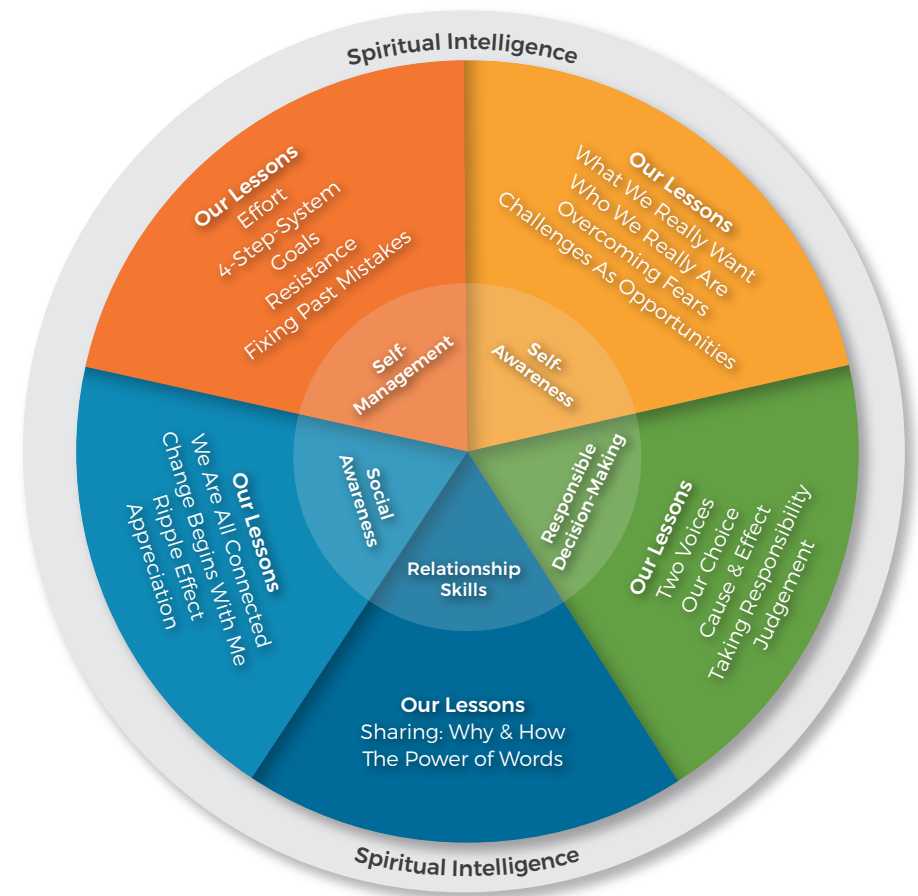 Spiritual Intelligence
Our Lessons
Effort
4-Step-System
Goals
Resistance
Fixing Past Mistakes
Self-
Management
Our Lessons
What We Really Want
Who We Really Are
Overcoming Fears
Challenges As Opportunities
Self-
Awareness
Responsible
Decision-Making
Our Lessons
Two Voices
Our Choice
Cause & Effect
Taking Responsibility
Judgement
Relationship
Skills
Our Lessons
Sharing: Why & How
The Power of Words
Social
Awareness
Our Lessons
We Are All Connected
Change Begins With Me
Ripple Effect
Appreciation
Spiritual Intelligence